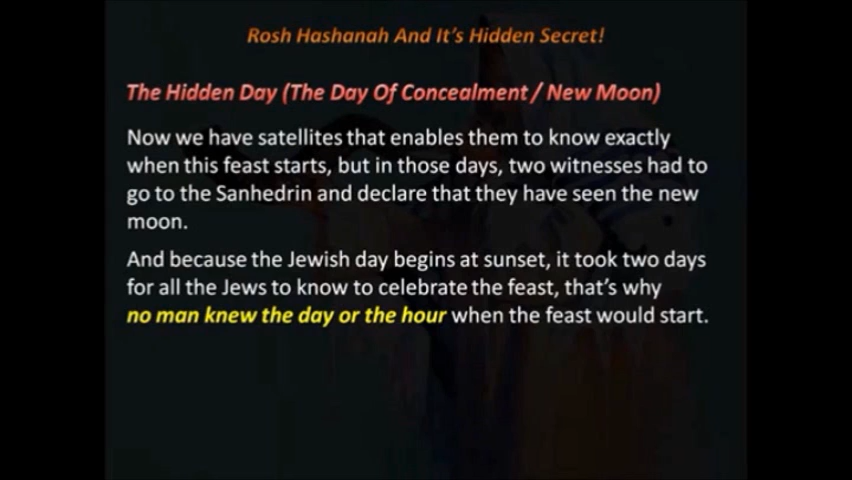 Rosh Hashanah And It's Hidden Secret!
The Hidden Day (The Day Of Concealment / New Moon)
Now we have satellites that enables them to know exactly
when this feast starts, but in those days, two witnesses had to
go to the Sanhedrin and declare that they have seen the new
moon.
And because the Jewish day begins at sunset, it took two days
for all the Jews to know to celebrate the feast, that's why
no man knew the day or the hour when the feast would start.